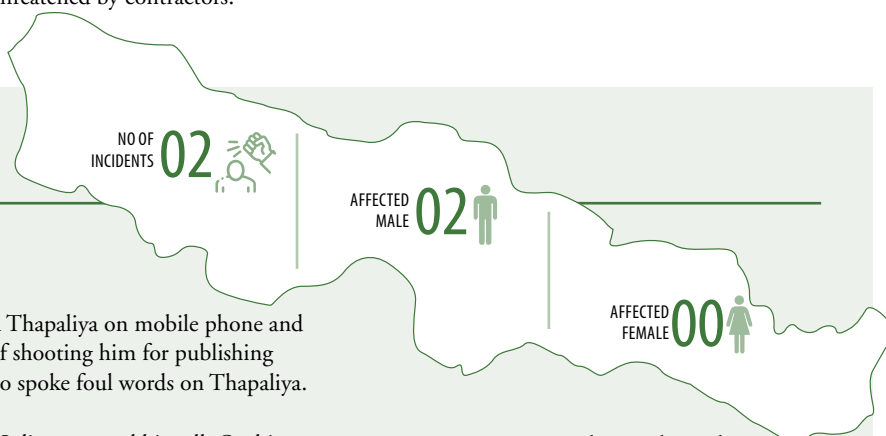 threatened by contractors.
NO OF
INCIDENTS 02
AFFECTED
MALE 02
AFFECTED
FEMALE 00
Thapaliya on mobile phone and
shooting him for publishing
spoke foul words on Thapaliya.